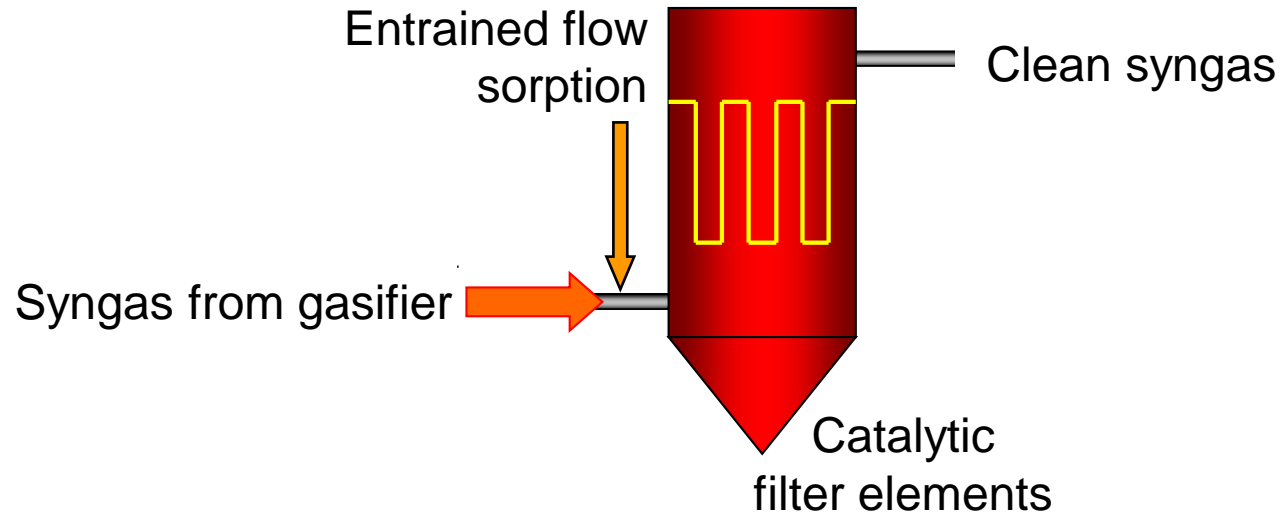 Entrained flow
sorption
Clean syngas
Syngas from gasifier
Catalytic
filter elements